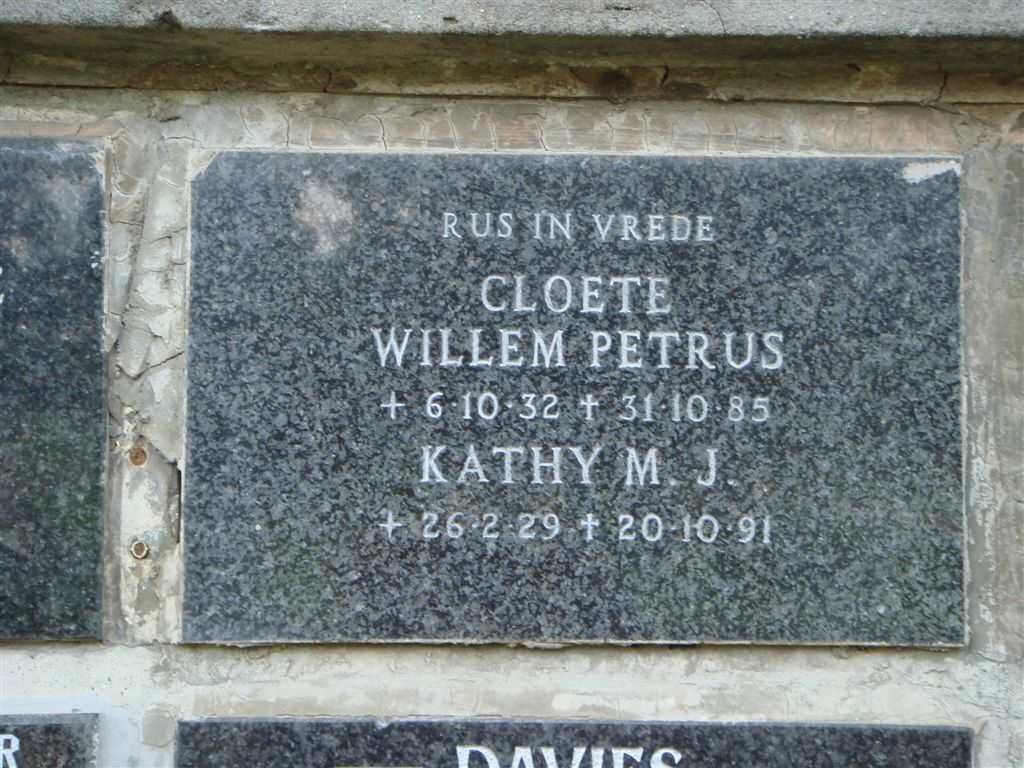 RUS IN VREDE
CLOETE
WILLEM PETRUS
+ 6·10·32 † 31·10·85
KATHY M. J.
+ 26·2·29 † 20·10·91
DAVIES
R